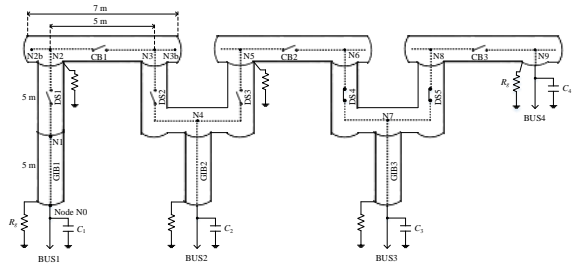 7 m
5 m
N2b N2 CB1 N3 N3b
N5 CB2 N6
N8 CB3 N9
5 m
DS1
DS2
DS3
DS4
DS5
Rg
C4
BUS4
N1
N4
N7
5 m
GIB1
GIB2
GIB3
Node N0
Rg
C1
Rg
C2
Rg
C3
BUS1
BUS2
BUS3